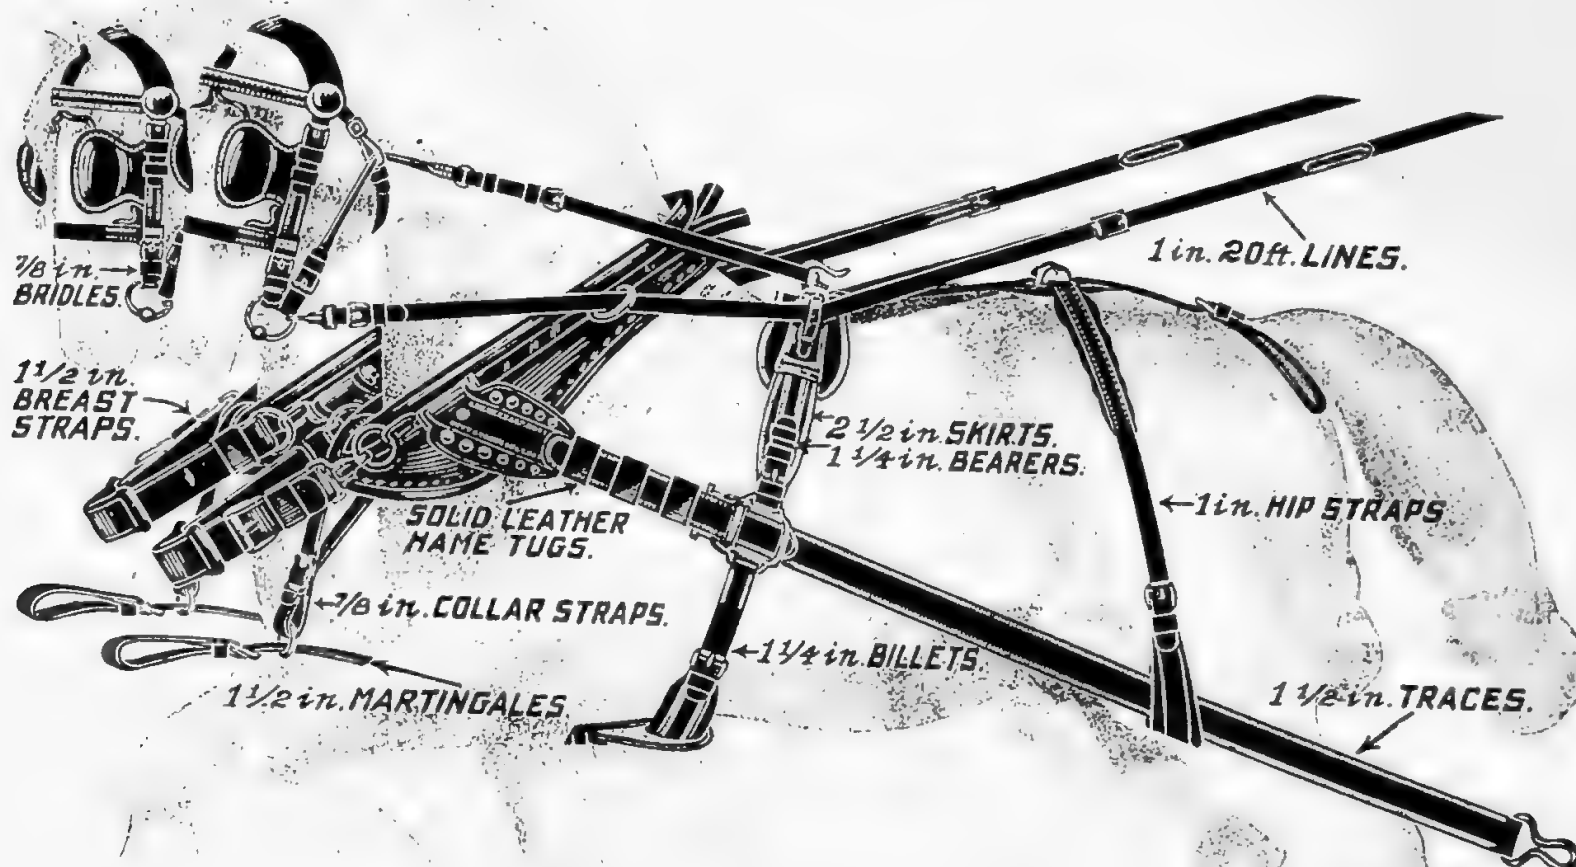 7/8 in.
BRIDLES.
1 1/2 in.
BREAST
STRAPS.
1 in. 20 ft. LINES.
2 1/2 in. SKIRTS.
1 1/4 in. BEARERS.
1 in. HIP STRAPS
SOLID LEATHER
HAME TUGS.
7/8 in. COLLAR STRAPS.
1 1/4 in. BILLETS.
1 1/2 in. MARTINGALES
1 1/2 in. TRACES.